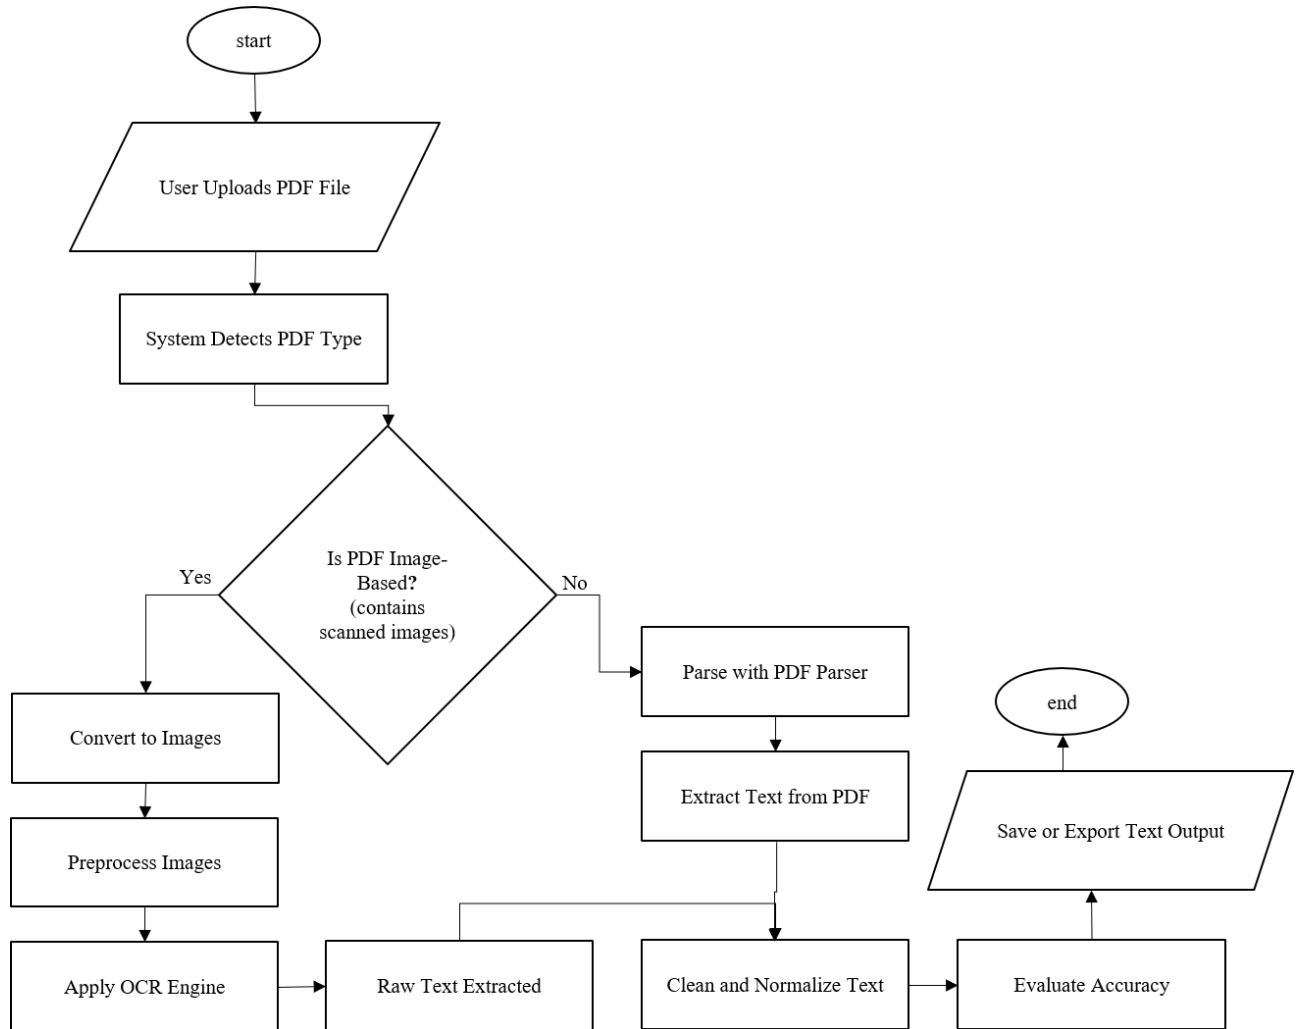 start
User Uploads PDF File
System Detects PDF Type
Is PDF Image-
Based?
(contains
scanned images)
Yes
No
Convert to Images
Preprocess Images
Apply OCR Engine
Raw Text Extracted
Parse with PDF Parser
Extract Text from PDF
Clean and Normalize Text
Evaluate Accuracy
Save or Export Text Output
end